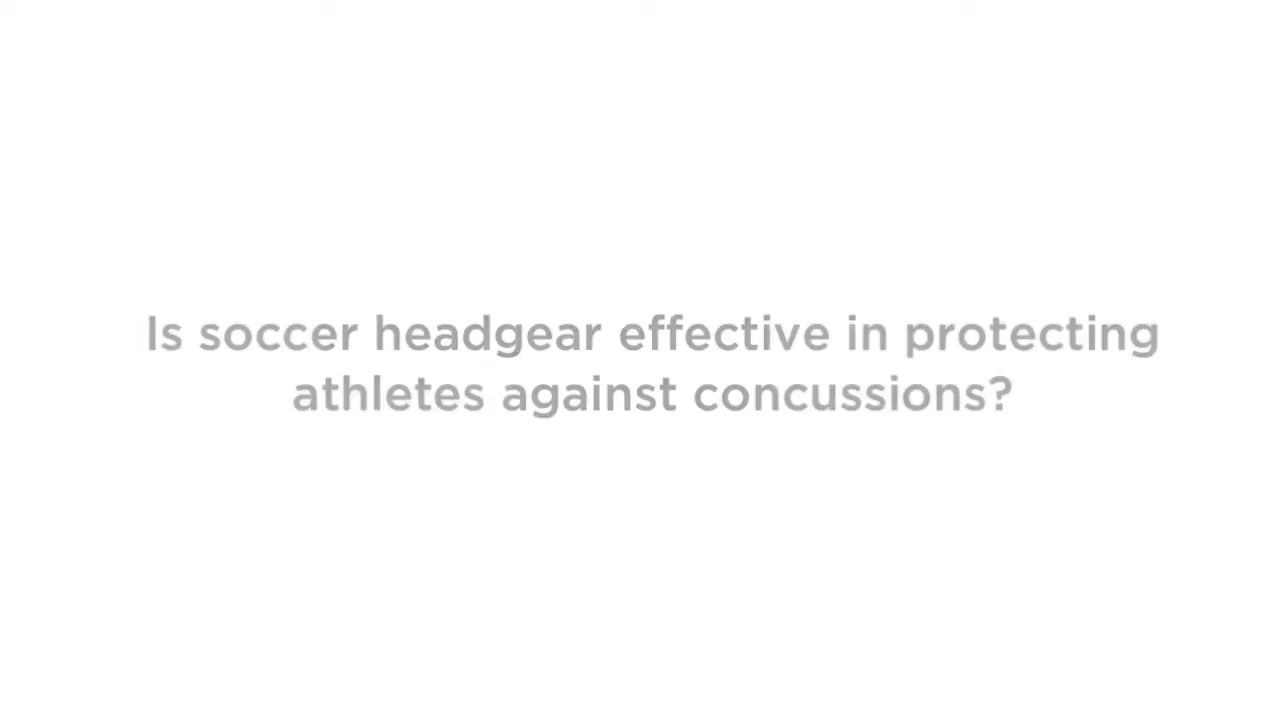 Is soccer headgear effective in protecting
athletes against concussions?